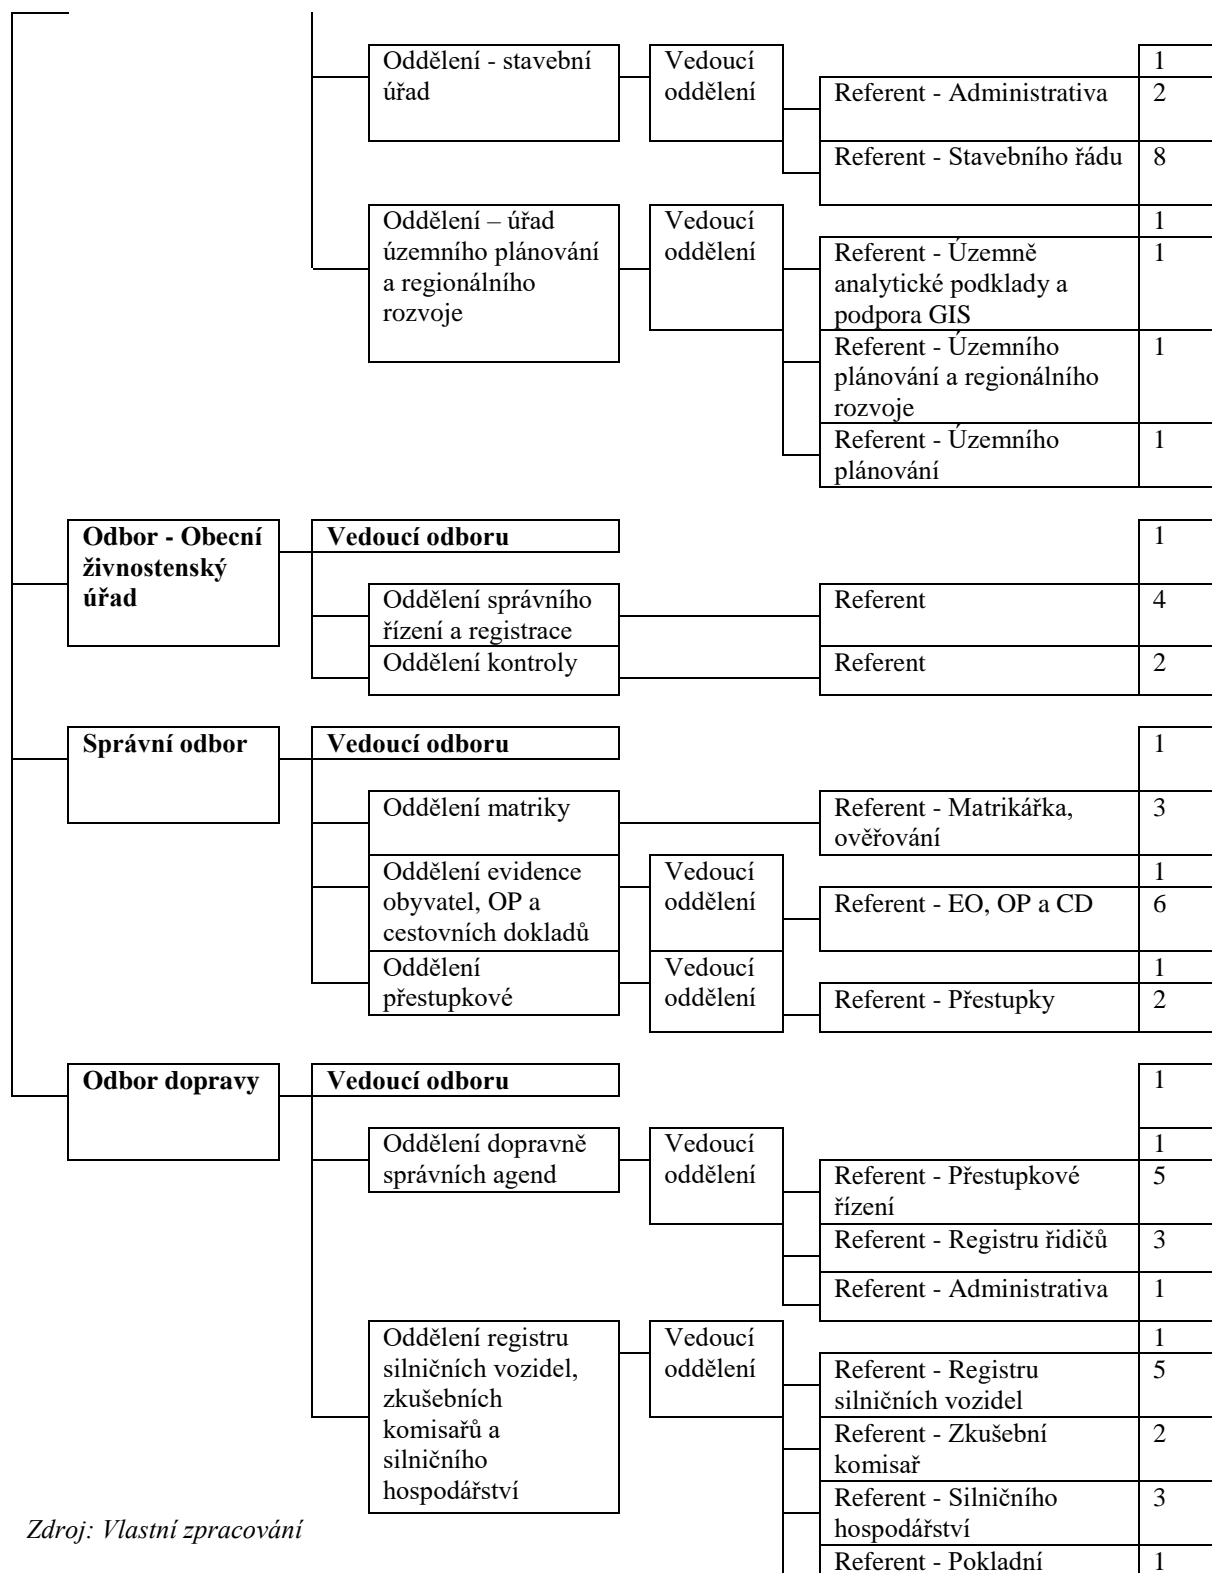 Oddělení - stavební
úřad
Vedoucí
oddělení
1
Referent - Administrativa
2
Referent - Stavebního řádu
8
Oddělení – úřad
územního plánování
a regionálního
rozvoje
Vedoucí
oddělení
1
Referent - Územně
analytické podklady a
podpora GIS
1
Referent - Územního
plánování a regionálního
rozvoje
1
Referent - Územního
plánování
1
Odbor - Obecní
živnostenský
úřad
Vedoucí odboru
1
Oddělení správního
řízení a registrace
Referent
4
Oddělení kontroly
Referent
2
Správní odbor
Vedoucí odboru
1
Oddělení matriky
Referent - Matrikářka,
ověřování
3
Oddělení evidence
obyvatel, OP a
cestovních dokladů
Vedoucí
oddělení
1
Referent - EO, OP a CD
6
Oddělení
přestupkové
Vedoucí
oddělení
1
Referent - Přestupky
2
Odbor dopravy
Vedoucí odboru
1
Oddělení dopravně
správních agend
Vedoucí
oddělení
1
Referent - Přestupkové
řízení
5
Referent - Registru řidičů
3
Referent - Administrativa
1
Oddělení registru
silničních vozidel,
zkušebních
komisařů a
silničního
hospodářství
Vedoucí
oddělení
1
Referent - Registru
silničních vozidel
5
Referent - Zkušební
komisař
2
Referent - Silničního
hospodářství
3
Referent - Pokladní
1
Zdroj: Vlastní zpracování